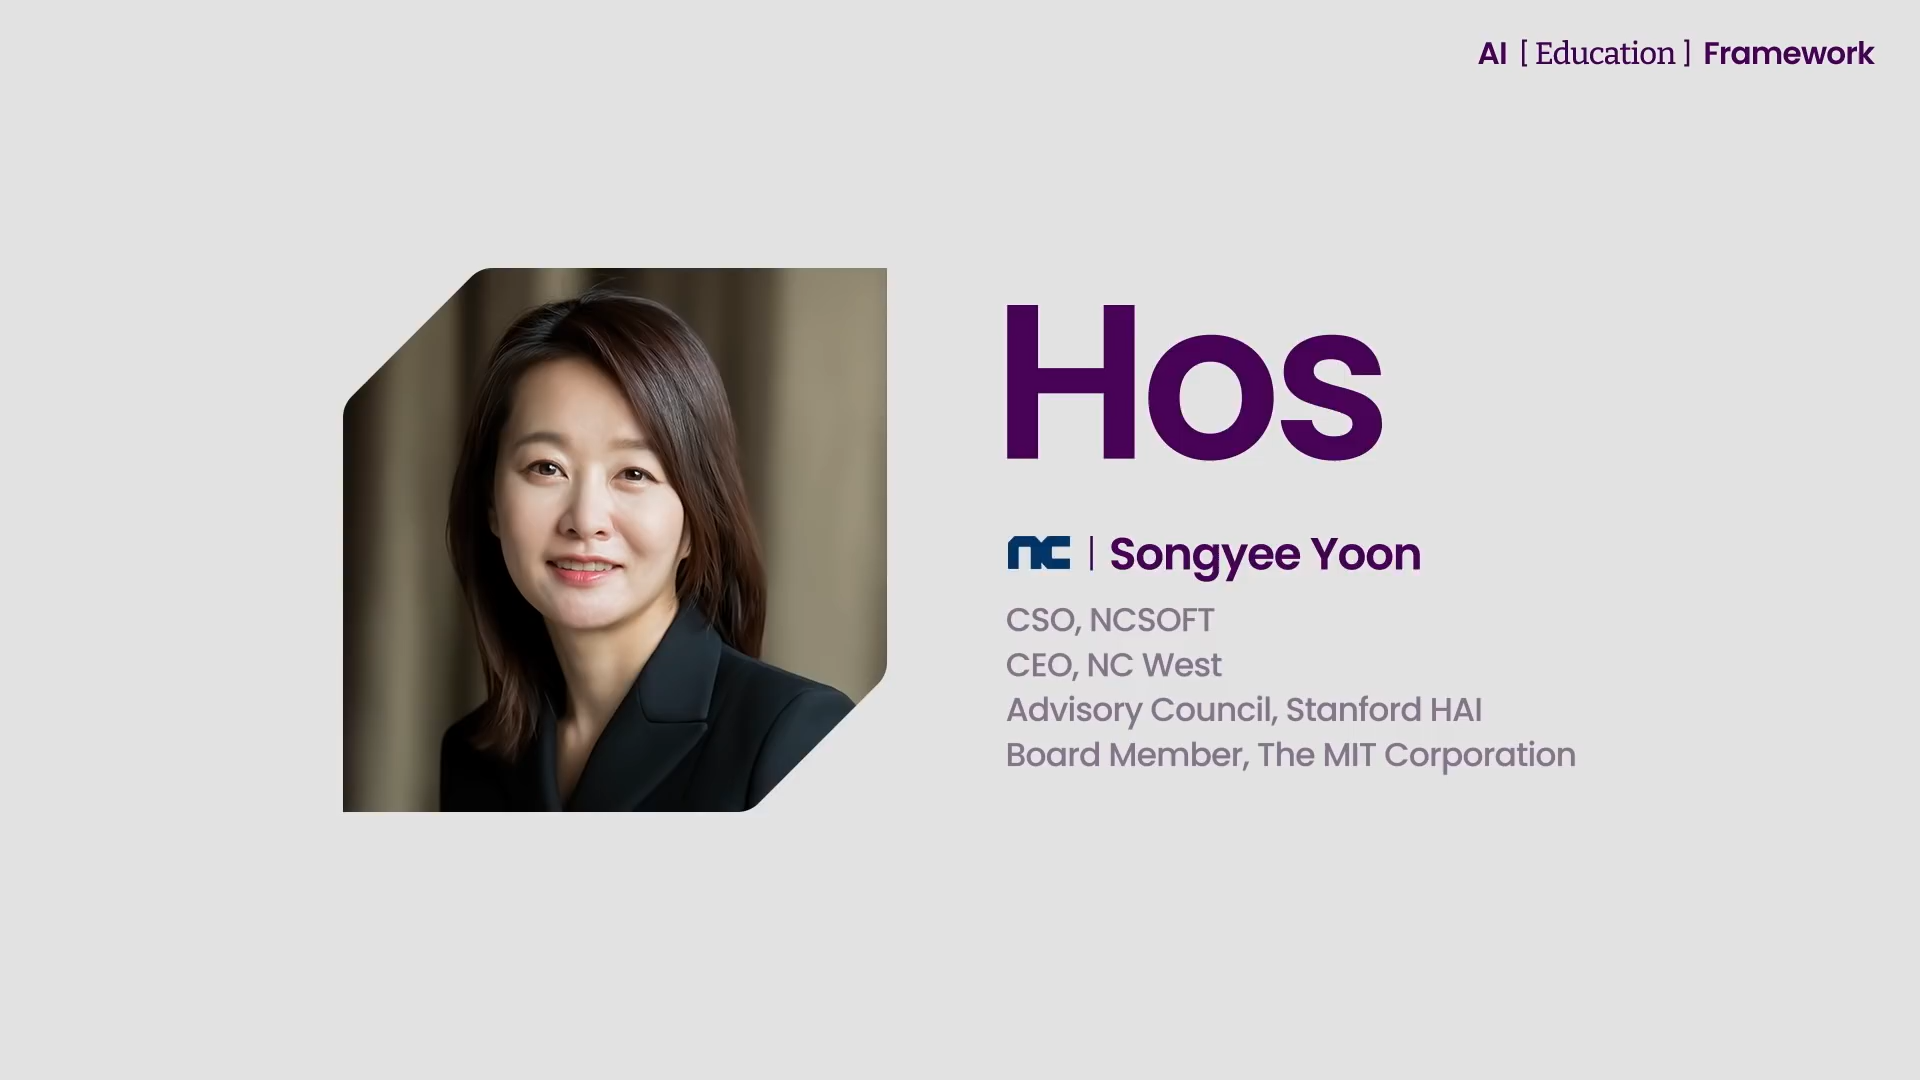 AI [ Education ] Framework
Hos
nc | Songyee Yoon
CSO, NCSOFT
CEO, NC West
Advisory Council, Stanford HAI
Board Member, The MIT Corporation